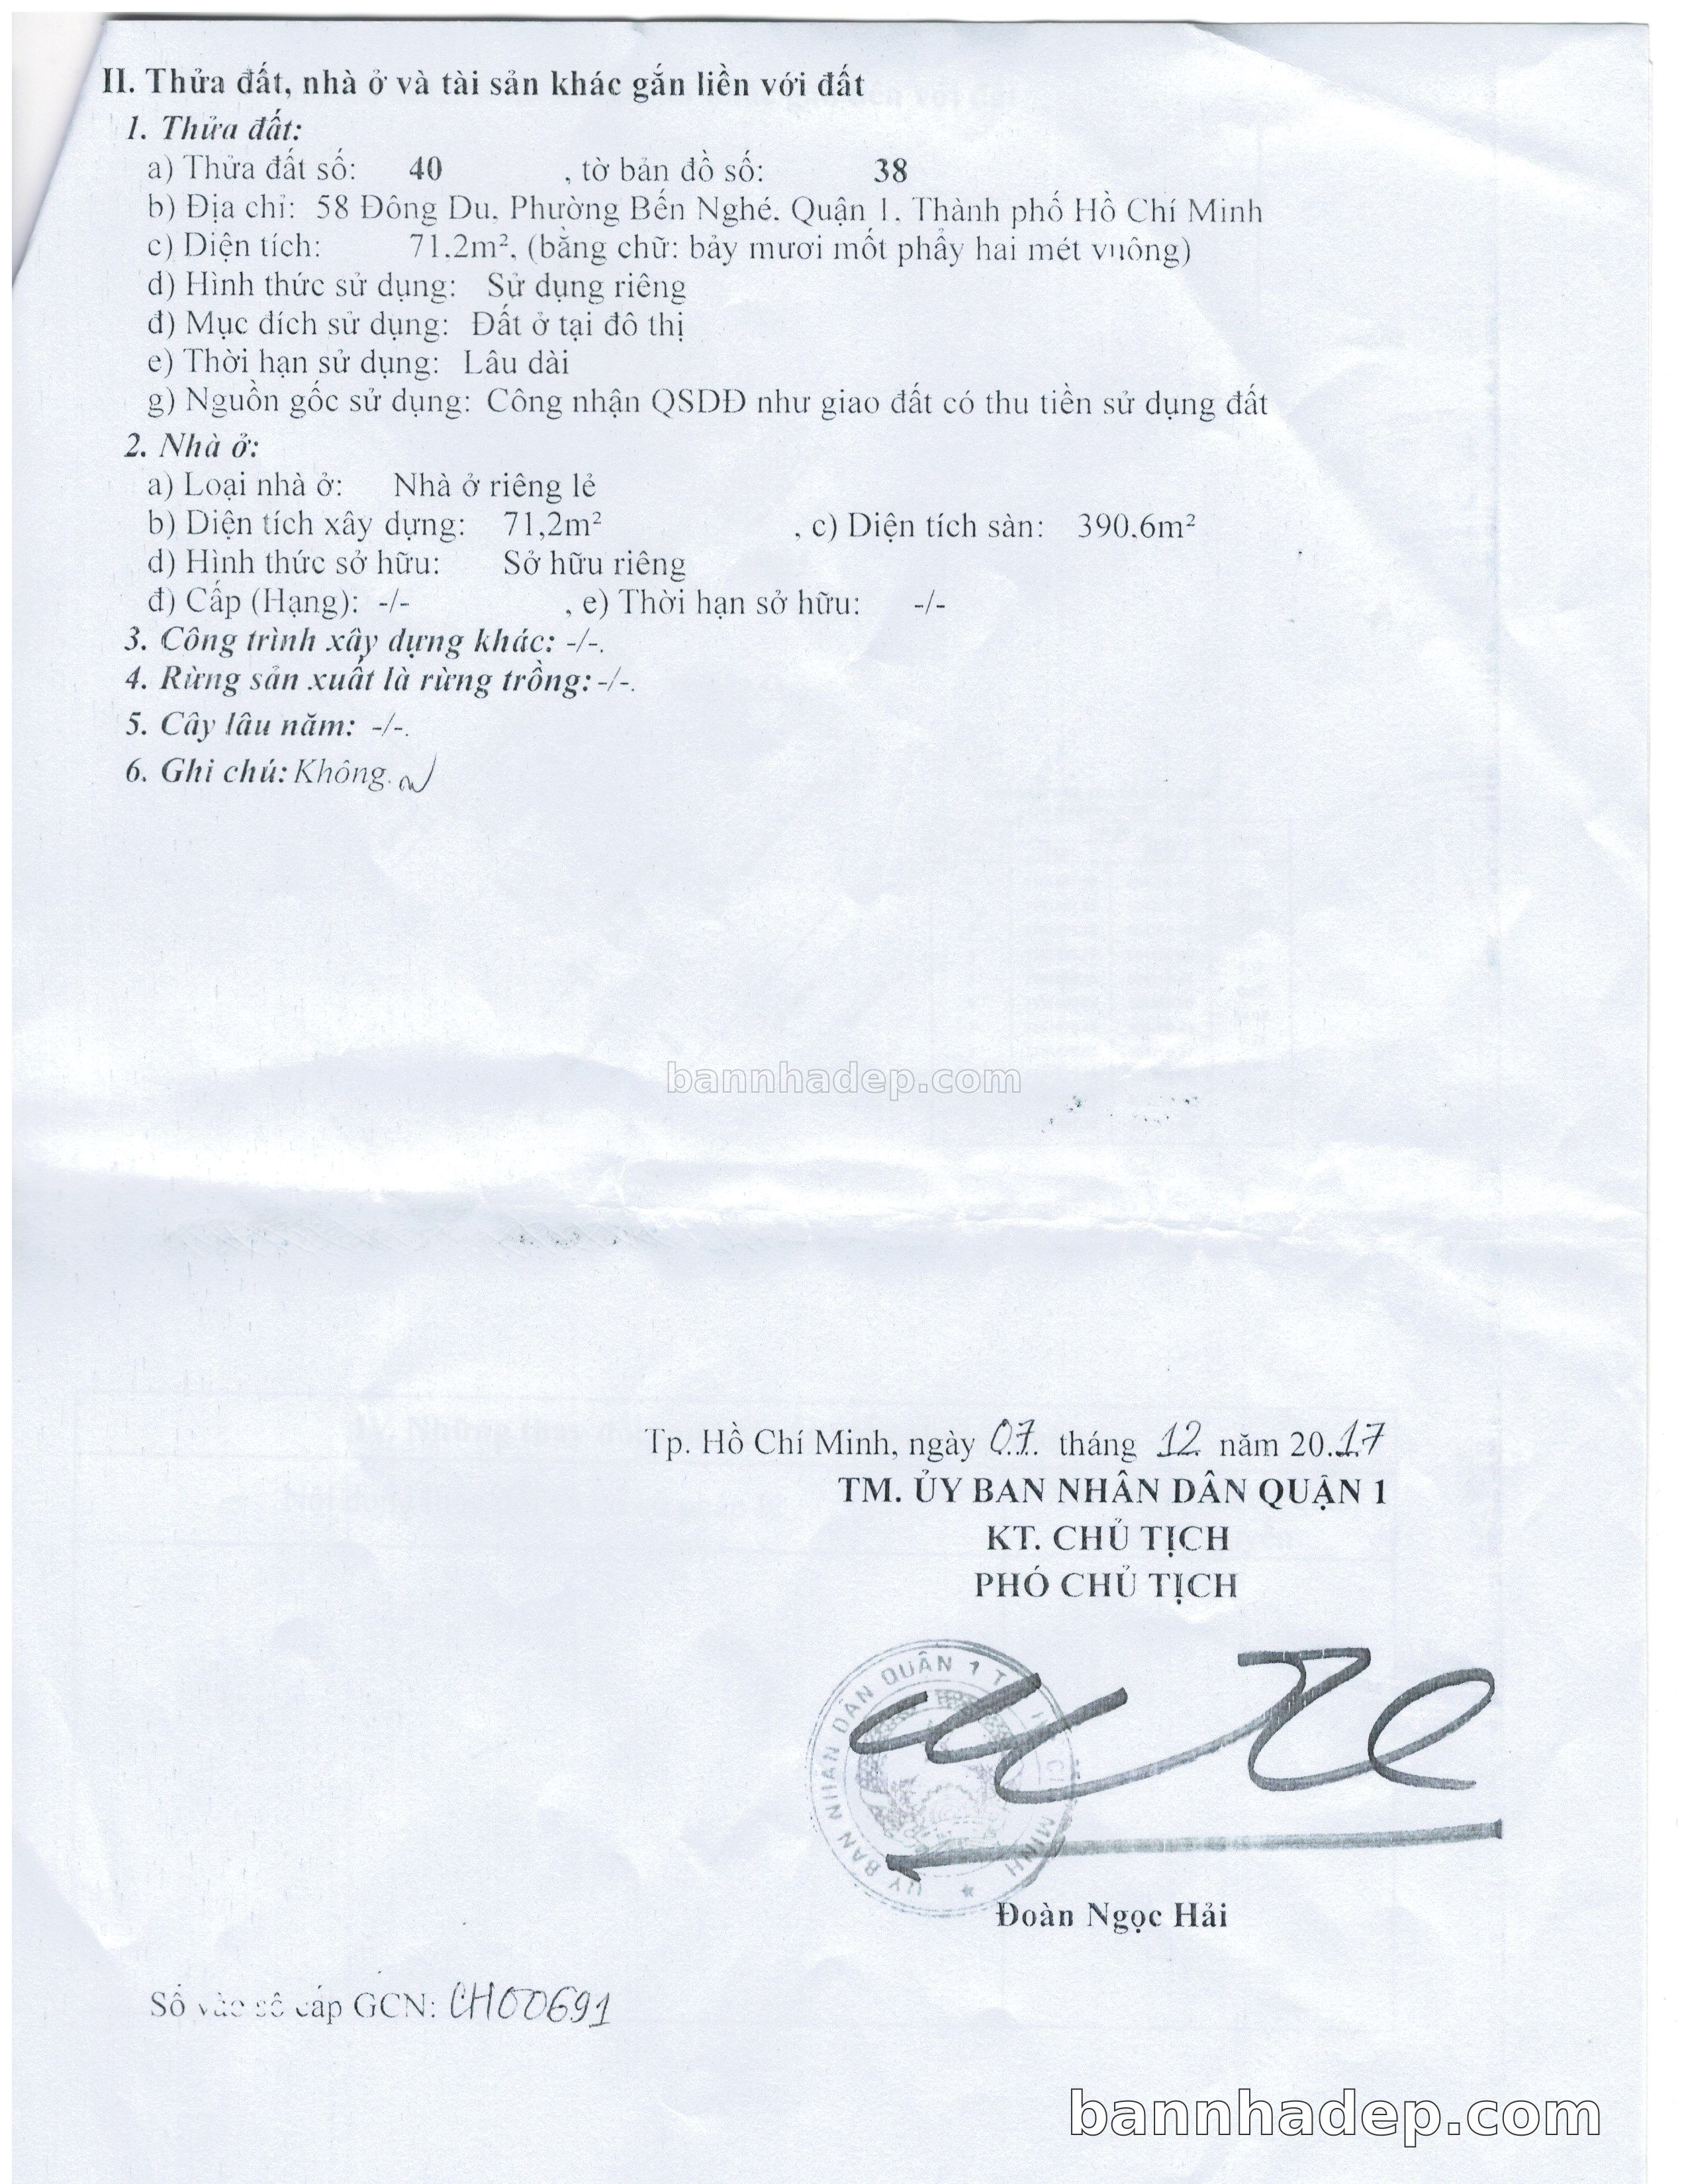 II. Thửa đất, nhà ở và tài sản khác gắn liền với đất
1. Thửa đất:
a) Thửa đất số: 40 , tờ bản đồ số: 38
b) Địa chỉ: 58 Đông Du, Phường Bến Nghé, Quận 1, Thành phố Hồ Chí Minh
c) Diện tích: 71,2m², (bằng chữ: bảy mươi mốt phẩy hai mét vuông)
d) Hình thức sử dụng: Sử dụng riêng
đ) Mục đích sử dụng: Đất ở tại đô thị
e) Thời hạn sử dụng: Lâu dài
g) Nguồn gốc sử dụng: Công nhận QSDĐ như giao đất có thu tiền sử dụng đất
2. Nhà ở:
a) Loại nhà ở: Nhà ở riêng lẻ
b) Diện tích xây dựng: 71,2m² , c) Diện tích sàn: 390,6m²
d) Hình thức sở hữu: Sở hữu riêng
đ) Cấp (Hạng): -/- , e) Thời hạn sở hữu: -/-
3. Công trình xây dựng khác: -/-.
4. Rừng sản xuất là rừng trồng: -/-.
5. Cây lâu năm: -/-.
6. Ghi chú: Không.
bannhadep.com
Tp. Hồ Chí Minh, ngày 07 tháng 12 năm 2017
TM. ỦY BAN NHÂN DÂN QUẬN 1
KT. CHỦ TỊCH
PHÓ CHỦ TỊCH
ỦY BAN NHÂN DÂN QUẬN 1 MINH
Đoàn Ngọc Hải
Số vào sổ cấp GCN: CH00691
bannhadep.com